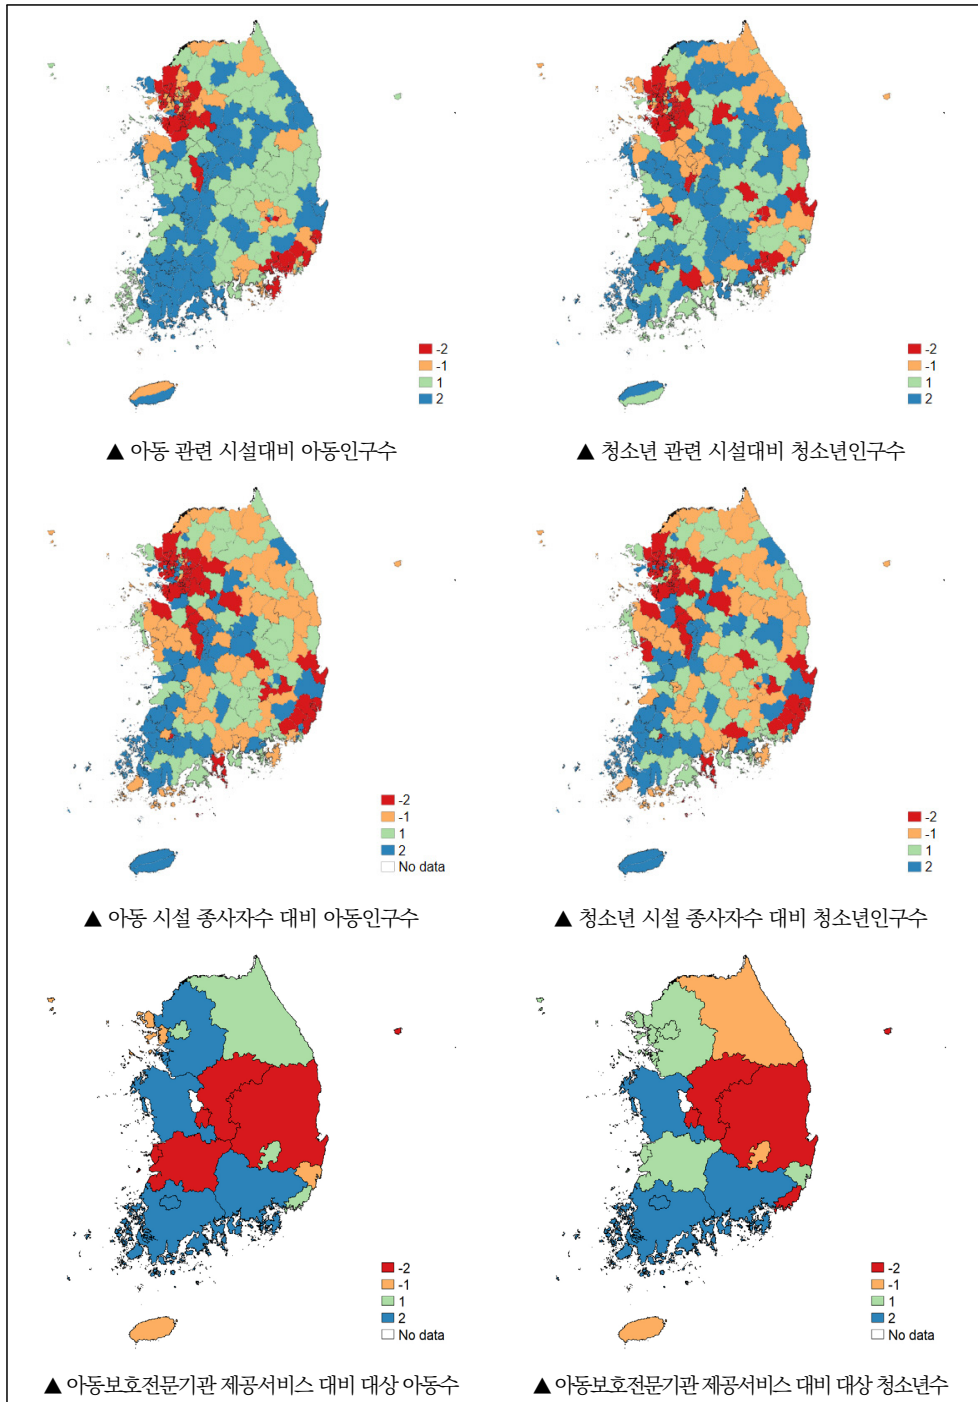 -2
-1
1
2
▲ 아동 관련 시설대비 아동인구수
-2
-1
1
2
▲ 청소년 관련 시설대비 청소년인구수
-2
-1
1
2
No data
▲ 아동 시설 종사자수 대비 아동인구수
-2
-1
1
2
▲ 청소년 시설 종사자수 대비 청소년인구수
-2
-1
1
2
No data
▲ 아동보호전문기관 제공서비스 대비 대상 아동수
-2
-1
1
2
No data
▲ 아동보호전문기관 제공서비스 대비 대상 청소년수